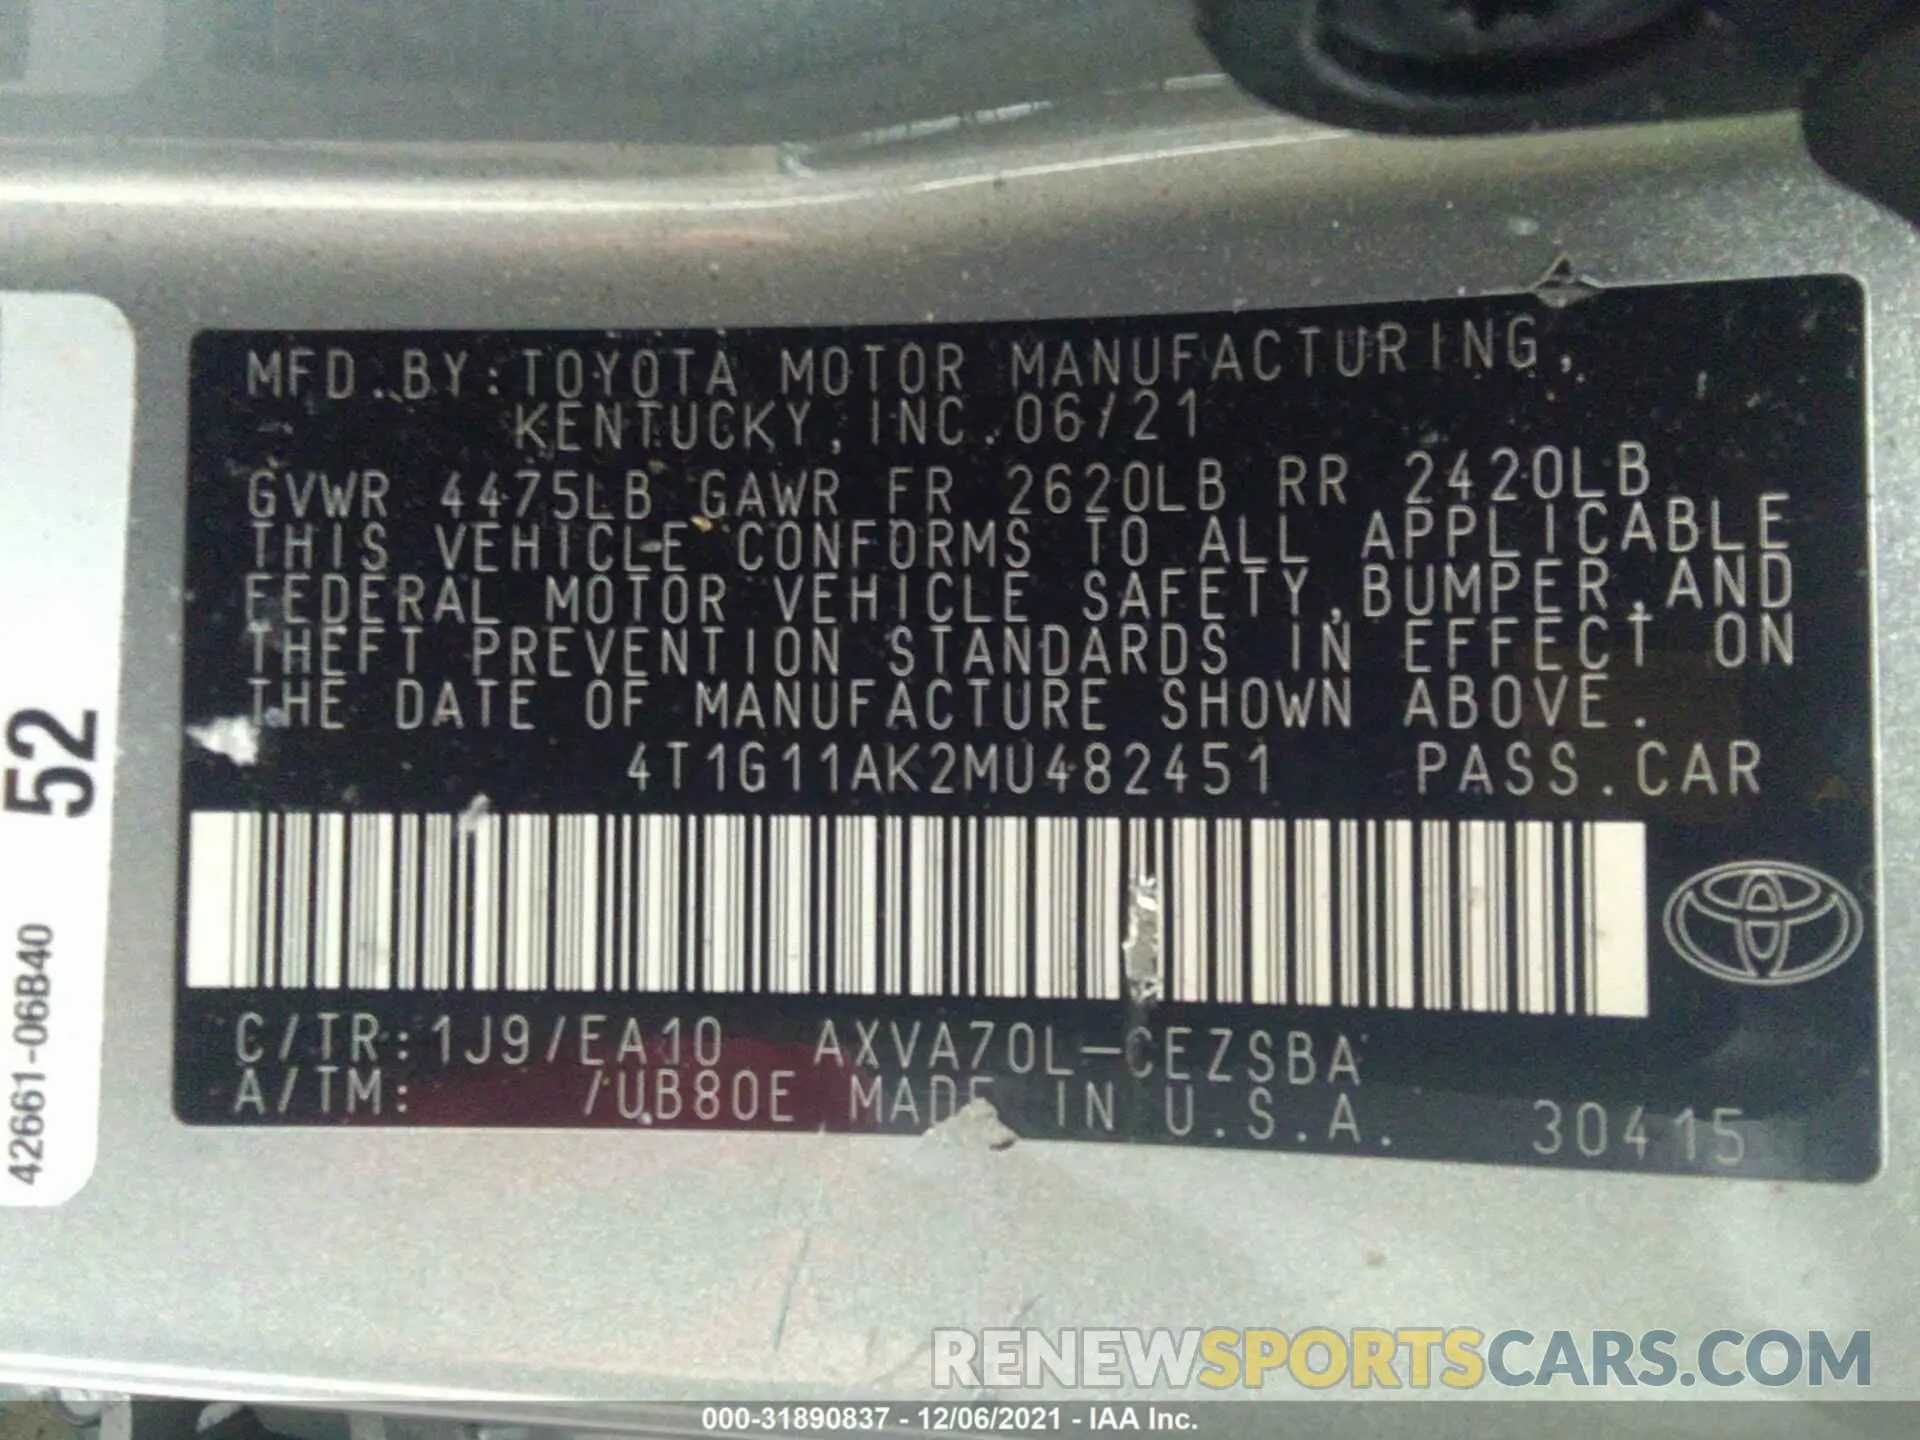 MFD. BY: TOYOTA MOTOR MANUFACTURING,
KENTUCKY, INC. 06/21
GVWR 4475LB GAWR FR 2620LB RR 2420LB
THIS VEHICLE CONFORMS TO ALL APPLICABLE
FEDERAL MOTOR VEHICLE SAFETY, BUMPER, AND
THEFT PREVENTION STANDARDS IN EFFECT ON
THE DATE OF MANUFACTURE SHOWN ABOVE.
4T1G11AK2MU482451 PASS. CAR
C/TR: 1J9/EA10 AXVA70L-CEZSBA
A/TM: /UB80E MADE IN U.S.A. 30415
52
42661-06B40
RENEWSPORTSCARS.COM
000-31890837 - 12/06/2021 - IAA Inc.